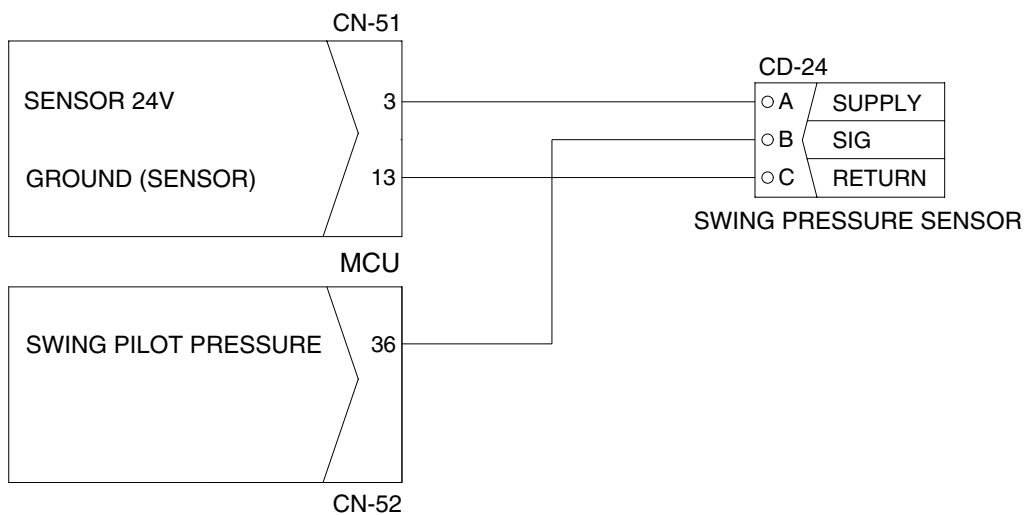 CN-51
CD-24
SENSOR 24V 3
A SUPPLY
B SIG
GROUND (SENSOR) 13
C RETURN
SWING PRESSURE SENSOR
MCU
SWING PILOT PRESSURE 36
CN-52